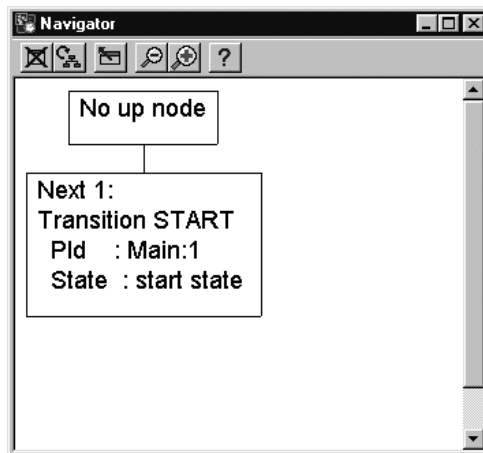 Navigator
?
No up node
Next 1:
Transition START
PId : Main:1
State : start state